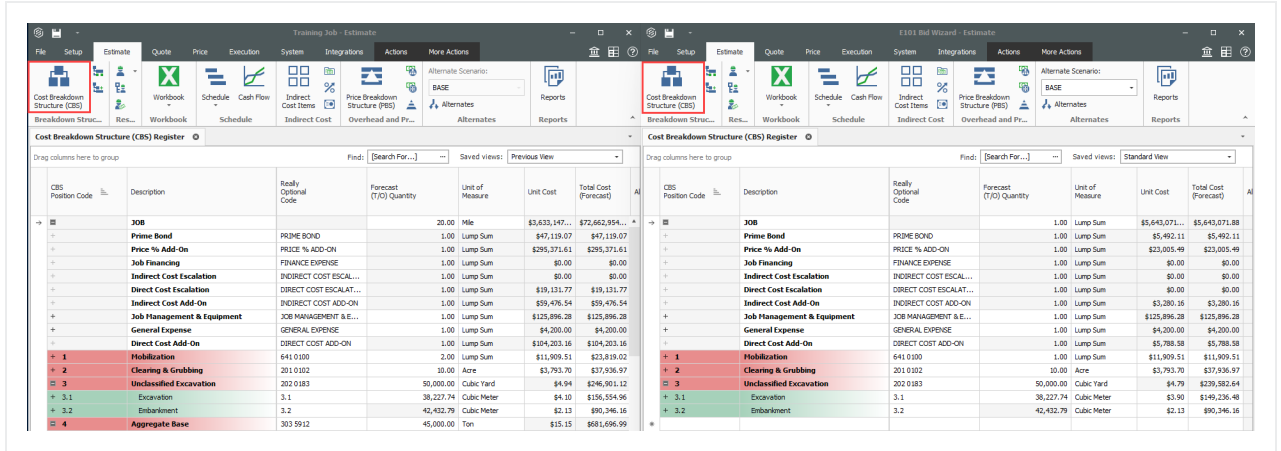 Training Job - Estimate
File Setup Estimate Quote Price Execution System Integrations Actions More Actions
Cost Breakdown Structure (CBS)
Workbook
Schedule Cash Flow
Indirect Cost Items
Price Breakdown Structure (PBS)
Alternate Scenario:
BASE
Alternates
Reports
Breakdown Struc... Res... Workbook Schedule Indirect Cost Overhead and Pr... Alternates Reports
Cost Breakdown Structure (CBS) Register
Drag columns here to group Find: [Search For...] ... Saved views: Previous View
CBS Position Code Description Really Optional Code Forecast (T/O) Quantity Unit of Measure Unit Cost Total Cost (Forecast) Al
JOB 20.00 Mile $3,633,147... $72,662,954...
+ Prime Bond PRIME BOND 1.00 Lump Sum $47,119.07 $47,119.07
+ Price % Add-On PRICE % ADD-ON 1.00 Lump Sum $295,371.61 $295,371.61
+ Job Financing FINANCE EXPENSE 1.00 Lump Sum $0.00 $0.00
+ Indirect Cost Escalation INDIRECT COST ESCAL... 1.00 Lump Sum $0.00 $0.00
+ Direct Cost Escalation DIRECT COST ESCALAT... 1.00 Lump Sum $19,131.77 $19,131.77
+ Indirect Cost Add-On INDIRECT COST ADD-ON 1.00 Lump Sum $59,476.54 $59,476.54
+ Job Management & Equipment JOB MANAGEMENT & E... 1.00 Lump Sum $125,896.28 $125,896.28
+ General Expense GENERAL EXPENSE 1.00 Lump Sum $4,200.00 $4,200.00
+ Direct Cost Add-On DIRECT COST ADD-ON 1.00 Lump Sum $104,203.16 $104,203.16
+ 1 Mobilization 641 0100 2.00 Lump Sum $11,909.51 $23,819.02
+ 2 Clearing & Grubbing 201 0102 10.00 Acre $3,793.70 $37,936.97
3 Unclassified Excavation 202 0183 50,000.00 Cubic Yard $4.94 $246,901.12
+ 3.1 Excavation 3.1 38,227.74 Cubic Meter $4.10 $156,554.96
+ 3.2 Embankment 3.2 42,432.79 Cubic Meter $2.13 $90,346.16
4 Aggregate Base 303 5912 45,000.00 Ton $15.15 $681,696.99
E101 Bid Wizard - Estimate
File Setup Estimate Quote Price Execution System Integrations Actions More Actions
Cost Breakdown Structure (CBS)
Workbook
Schedule Cash Flow
Indirect Cost Items
Price Breakdown Structure (PBS)
Alternate Scenario:
BASE
Alternates
Reports
Breakdown Struc... Res... Workbook Schedule Indirect Cost Overhead and Pr... Alternates Reports
Cost Breakdown Structure (CBS) Register
Drag columns here to group Find: [Search For...] ... Saved views: Standard View
CBS Position Code Description Really Optional Code Forecast (T/O) Quantity Unit of Measure Unit Cost Total Cost (Forecast) Al
JOB 1.00 Lump Sum $5,643,071... $5,643,071.88
+ Prime Bond PRIME BOND 1.00 Lump Sum $5,492.11 $5,492.11
+ Price % Add-On PRICE % ADD-ON 1.00 Lump Sum $23,005.49 $23,005.49
+ Job Financing FINANCE EXPENSE 1.00 Lump Sum $0.00 $0.00
+ Indirect Cost Escalation INDIRECT COST ESCAL... 1.00 Lump Sum $0.00 $0.00
+ Direct Cost Escalation DIRECT COST ESCALAT... 1.00 Lump Sum $0.00 $0.00
+ Indirect Cost Add-On INDIRECT COST ADD-ON 1.00 Lump Sum $3,280.16 $3,280.16
+ Job Management & Equipment JOB MANAGEMENT & E... 1.00 Lump Sum $125,896.28 $125,896.28
+ General Expense GENERAL EXPENSE 1.00 Lump Sum $4,200.00 $4,200.00
+ Direct Cost Add-On DIRECT COST ADD-ON 1.00 Lump Sum $5,788.58 $5,788.58
+ 1 Mobilization 641 0100 1.00 Lump Sum $11,909.51 $11,909.51
+ 2 Clearing & Grubbing 201 0102 10.00 Acre $3,793.70 $37,936.97
3 Unclassified Excavation 202 0183 50,000.00 Cubic Yard $4.79 $239,582.64
+ 3.1 Excavation 3.1 38,227.74 Cubic Meter $3.90 $149,236.48
+ 3.2 Embankment 3.2 42,432.79 Cubic Meter $2.13 $90,346.16